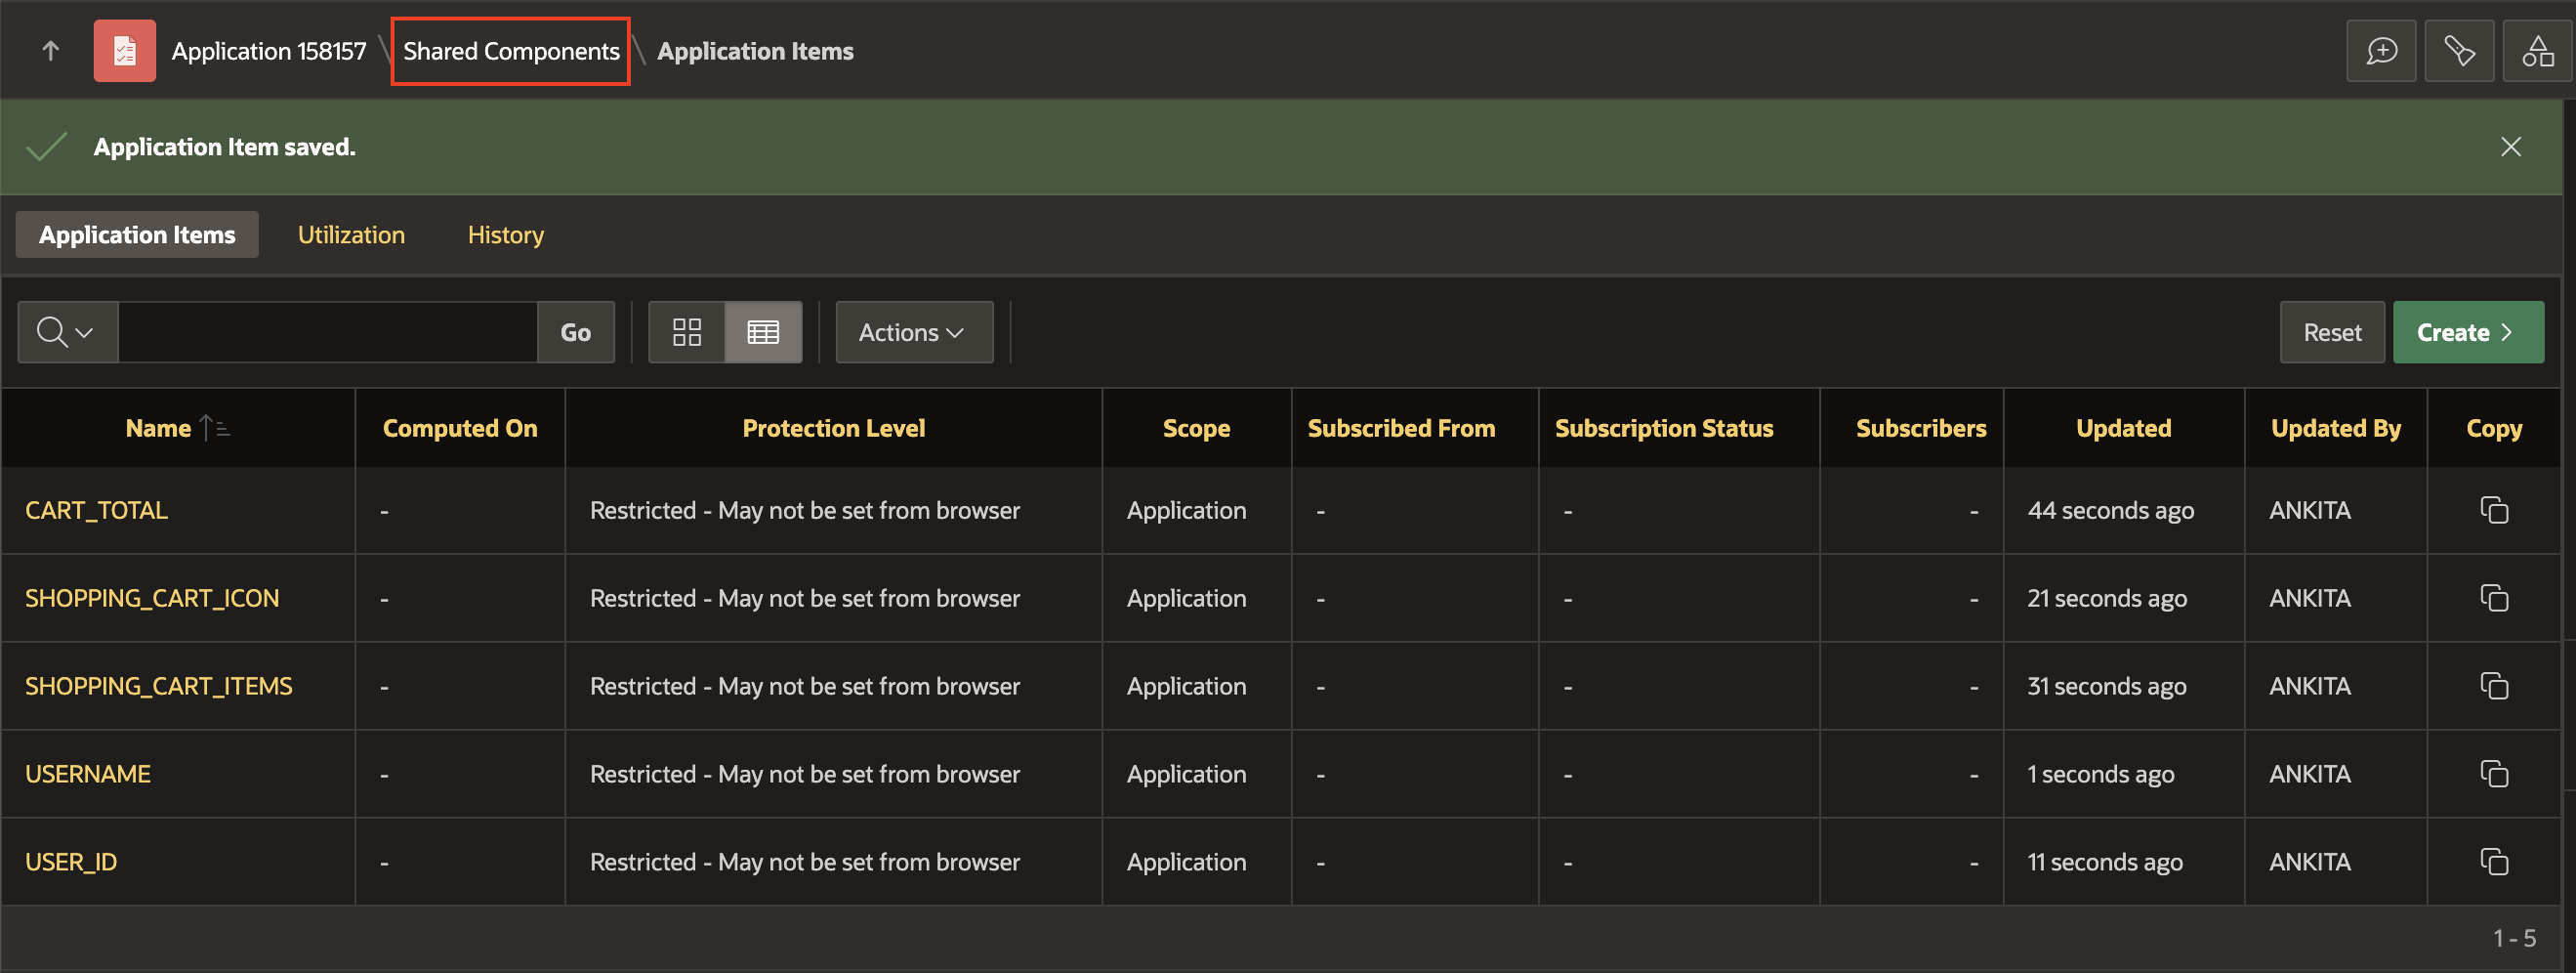 Application 158157 \ Shared Components \ Application Items
Application Item saved.
Application Items Utilization History
Go Actions Reset Create
Name Computed On Protection Level Scope Subscribed From Subscription Status Subscribers Updated Updated By Copy
CART_TOTAL - Restricted - May not be set from browser Application - - - 44 seconds ago ANKITA
SHOPPING_CART_ICON - Restricted - May not be set from browser Application - - - 21 seconds ago ANKITA
SHOPPING_CART_ITEMS - Restricted - May not be set from browser Application - - - 31 seconds ago ANKITA
USERNAME - Restricted - May not be set from browser Application - - - 1 seconds ago ANKITA
USER_ID - Restricted - May not be set from browser Application - - - 11 seconds ago ANKITA
1 - 5